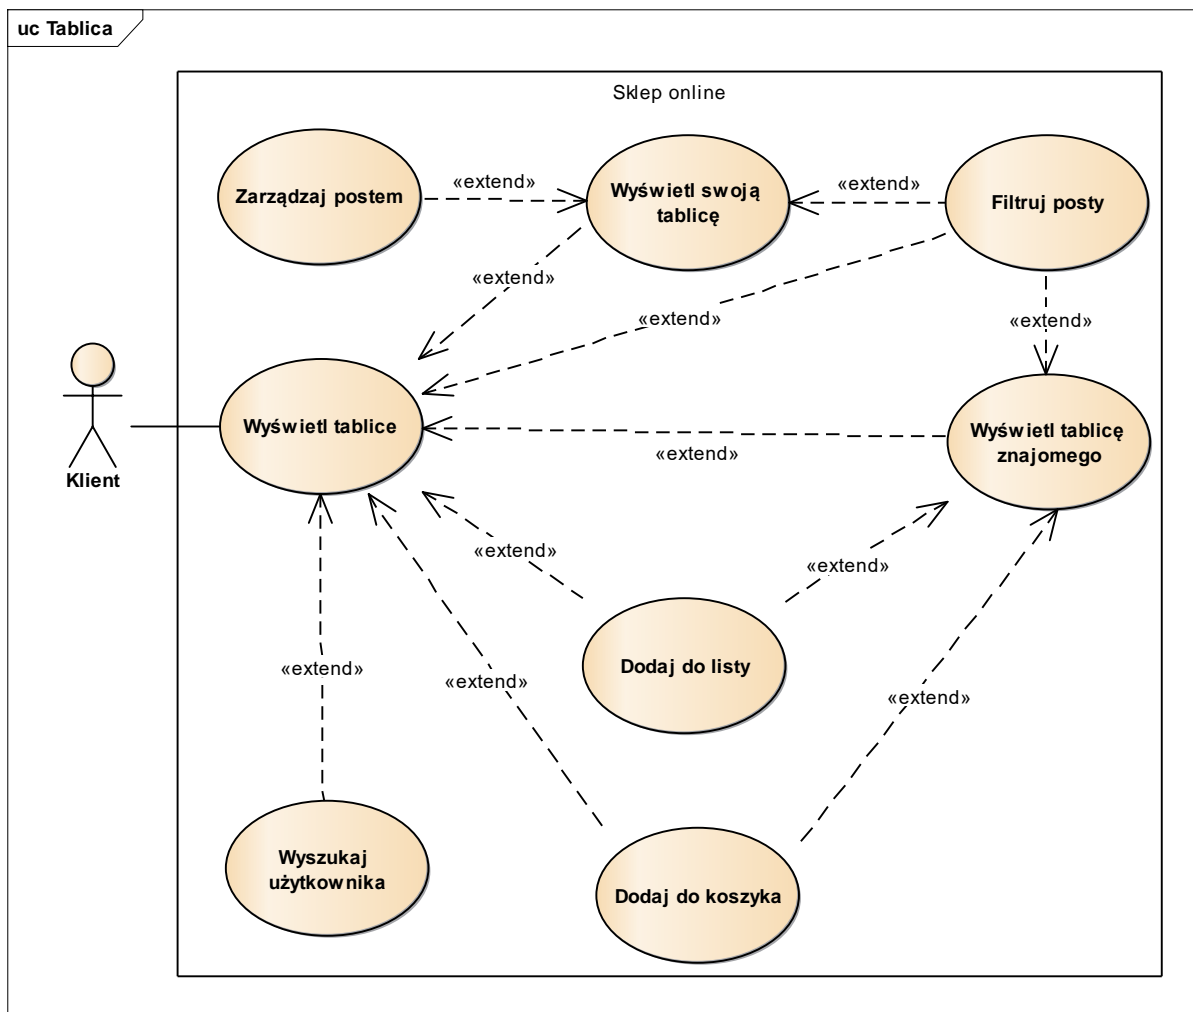 uc Tablica
Sklep online
Zarządzaj postem
«extend»
Wyświetl swoją
tablicę
«extend»
Filtruj posty
«extend»
«extend»
«extend»
Klient
Wyświetl tablice
«extend»
Wyświetl tablicę
znajomego
«extend»
«extend»
Dodaj do listy
«extend»
«extend»
«extend»
Wyszukaj
użytkownika
Dodaj do koszyka